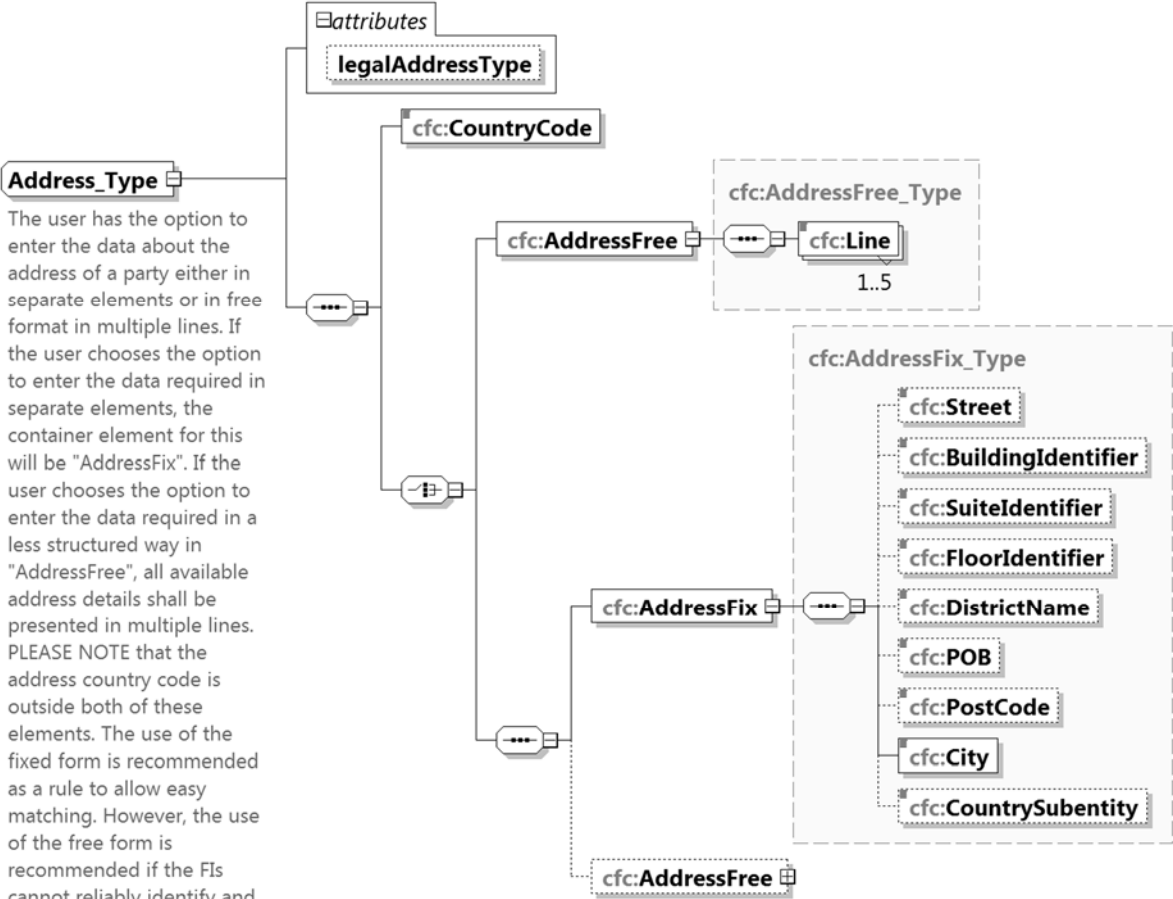 attributes
legalAddressType
cfc:CountryCode
Address_Type
The user has the option to
enter the data about the
address of a party either in
separate elements or in free
format in multiple lines. If
the user chooses the option
to enter the data required in
separate elements, the
container element for this
will be "AddressFix". If the
user chooses the option to
enter the data required in a
less structured way in
"AddressFree", all available
address details shall be
presented in multiple lines.
PLEASE NOTE that the
address country code is
outside both of these
elements. The use of the
fixed form is recommended
as a rule to allow easy
matching. However, the use
of the free form is
recommended if the FIs
cannot reliably identify and
cfc:AddressFree_Type
cfc:AddressFree
cfc:Line
1..5
cfc:AddressFix_Type
cfc:AddressFix
cfc:Street
cfc:BuildingIdentifier
cfc:SuiteIdentifier
cfc:FloorIdentifier
cfc:DistrictName
cfc:POB
cfc:PostCode
cfc:City
cfc:CountrySubentity
cfc:AddressFree